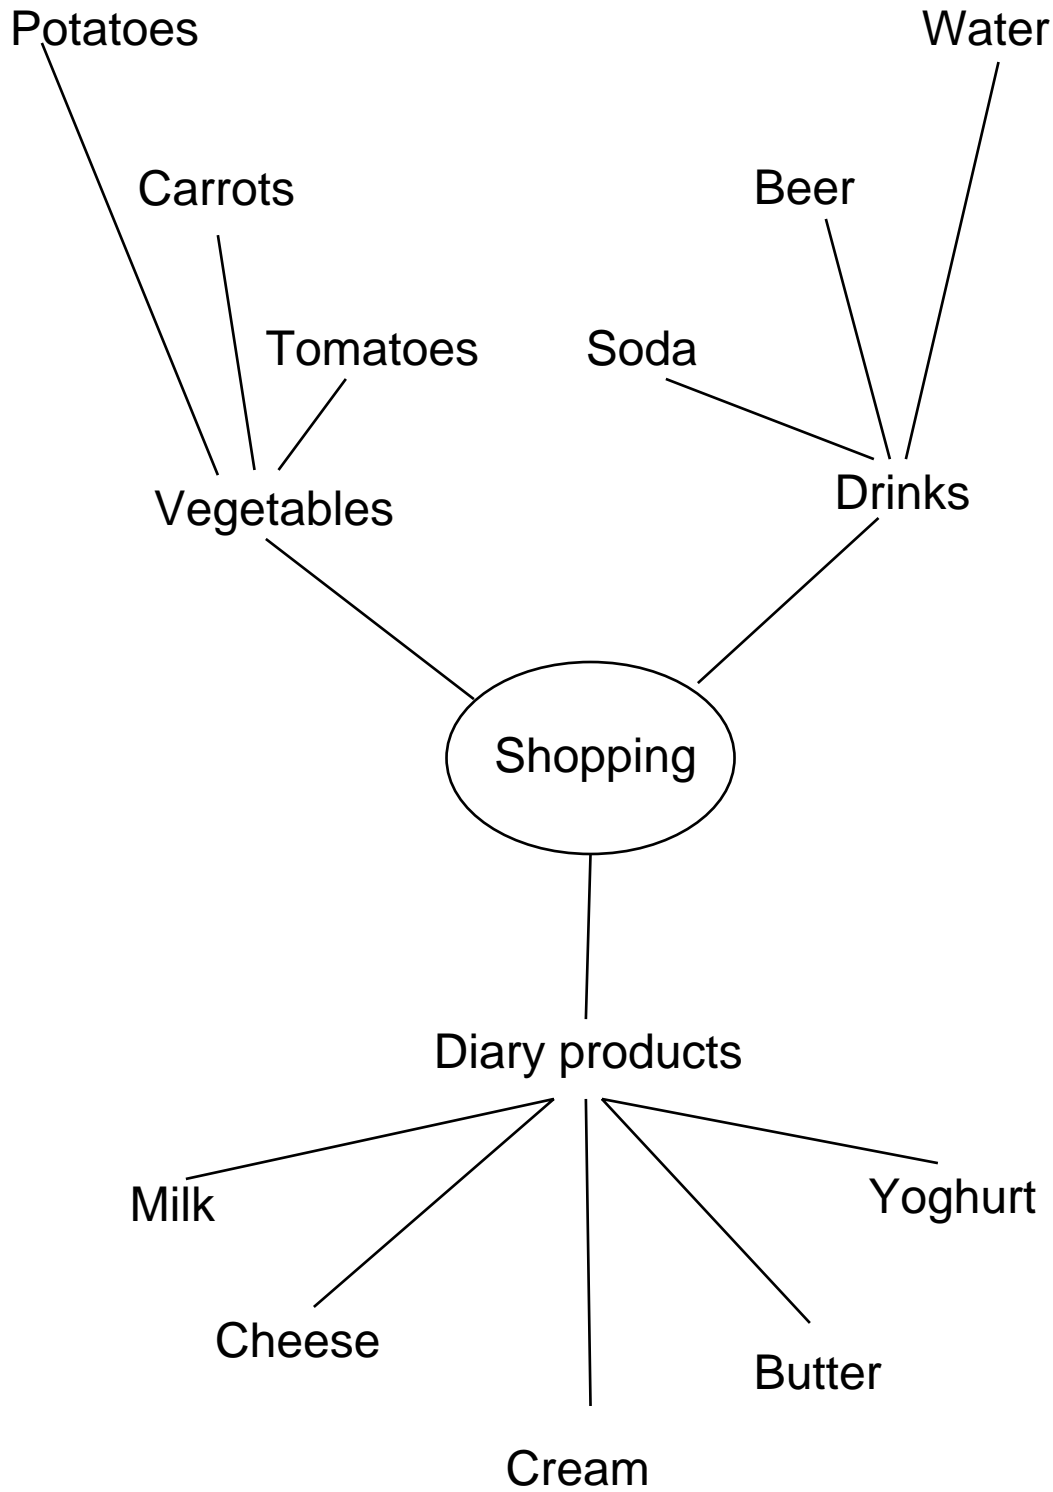 Potatoes
Water
Carrots
Beer
Tomatoes
Soda
Vegetables
Drinks
Shopping
Diary products
Milk
Yoghurt
Cheese
Butter
Cream